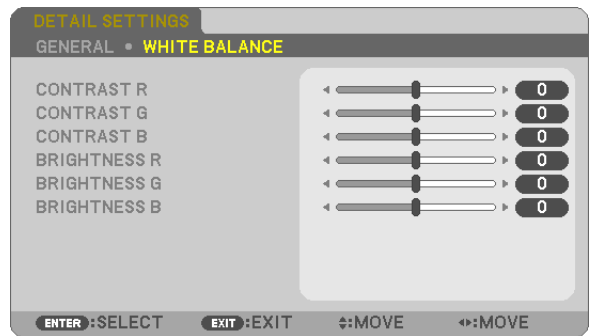 DETAIL SETTINGS
GENERAL • WHITE BALANCE
CONTRAST R 0
CONTRAST G 0
CONTRAST B 0
BRIGHTNESS R 0
BRIGHTNESS G 0
BRIGHTNESS B 0
ENTER :SELECT EXIT :EXIT :MOVE :MOVE